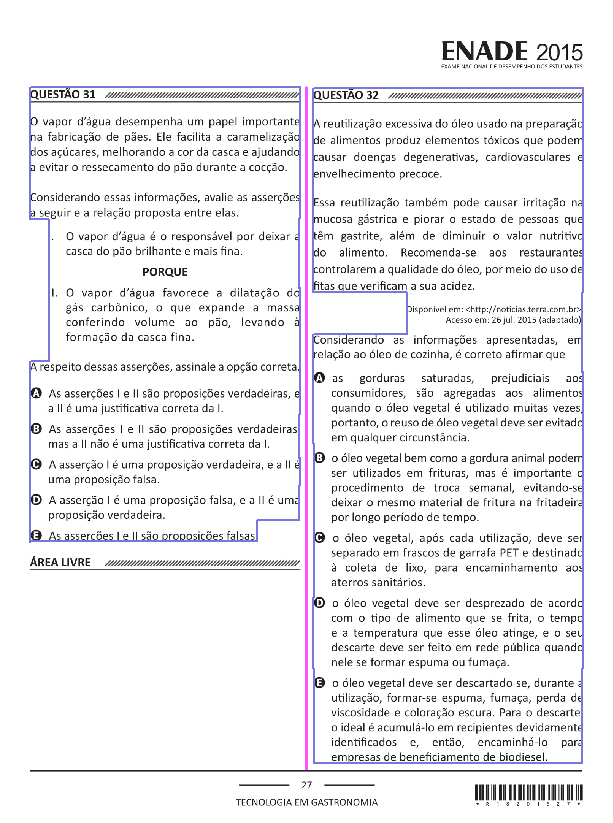 ENADE 2015
EXAME NACIONAL DE DESEMPENHO DOS ESTUDANTES
QUESTÃO 31
O vapor d'água desempenha um papel importante
na fabricação de pães. Ele facilita a caramelização
dos açúcares, melhorando a cor da casca e ajudando
a evitar o ressecamento do pão durante a cocção.
Considerando essas informações, avalie as asserções
a seguir e a relação proposta entre elas.
I. O vapor d'água é o responsável por deixar a
casca do pão brilhante e mais fina.
PORQUE
II. O vapor d'água favorece a dilatação do
gás carbônico, o que expande a massa
conferindo volume ao pão, levando à
formação da casca fina.
A respeito dessas asserções, assinale a opção correta.
A As asserções I e II são proposições verdadeiras, e
a II é uma justificativa correta da I.
B As asserções I e II são proposições verdadeiras,
mas a II não é uma justificativa correta da I.
C A asserção I é uma proposição verdadeira, e a II é
uma proposição falsa.
D A asserção I é uma proposição falsa, e a II é uma
proposição verdadeira.
E As asserções I e II são proposições falsas.
ÁREA LIVRE
QUESTÃO 32
A reutilização excessiva do óleo usado na preparação
de alimentos produz elementos tóxicos que podem
causar doenças degenerativas, cardiovasculares e
envelhecimento precoce.
Essa reutilização também pode causar irritação na
mucosa gástrica e piorar o estado de pessoas que
têm gastrite, além de diminuir o valor nutritivo
do alimento. Recomenda-se aos restaurantes
controlarem a qualidade do óleo, por meio do uso de
fitas que verificam a sua acidez.
Disponível em: <http://noticias.terra.com.br>
Acesso em: 26 jul. 2015 (adaptado)
Considerando as informações apresentadas, em
relação ao óleo de cozinha, é correto afirmar que
A as gorduras saturadas, prejudiciais aos
consumidores, são agregadas aos alimentos
quando o óleo vegetal é utilizado muitas vezes,
portanto, o reuso de óleo vegetal deve ser evitado
em qualquer circunstância.
B o óleo vegetal bem como a gordura animal podem
ser utilizados em frituras, mas é importante o
procedimento de troca semanal, evitando-se
deixar o mesmo material de fritura na fritadeira
por longo período de tempo.
C o óleo vegetal, após cada utilização, deve ser
separado em frascos de garrafa PET e destinado
à coleta de lixo, para encaminhamento aos
aterros sanitários.
D o óleo vegetal deve ser desprezado de acordo
com o tipo de alimento que se frita, o tempo
e a temperatura que esse óleo atinge, e o seu
descarte deve ser feito em rede pública quando
nele se formar espuma ou fumaça.
E o óleo vegetal deve ser descartado se, durante a
utilização, formar-se espuma, fumaça, perda de
viscosidade e coloração escura. Para o descarte,
o ideal é acumulá-lo em recipientes devidamente
identificados e, então, encaminhá-lo para
empresas de beneficiamento de biodiesel.
27
TECNOLOGIA EM GASTRONOMIA
*R18201527*